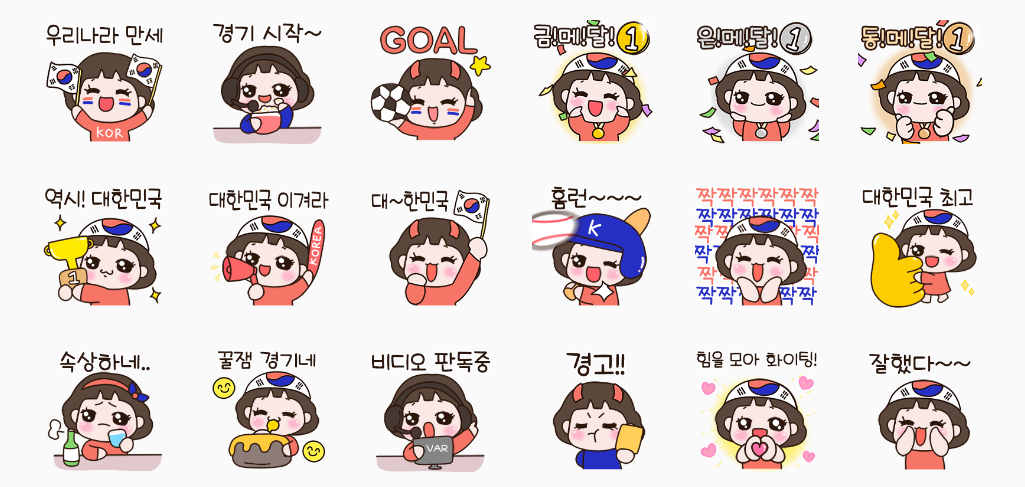 우리나라 만세
KOR
경기 시작~
GOAL
금!메!달! 1
은!메!달! 1
동!메!달! 1
역시! 대한민국
1
대한민국 이겨라
KOREA
대~한민국
홈런~~~
K
짝짝짝짝짝짝
짝짝짝짝짝짝
짝짝 짝짝
짝짝 짝짝
짝짝 짝짝
짝짝 짝짝
대한민국 최고
속상하네..
꿀잼 경기네
비디오 판독중
VAR
경고!!
힘을 모아 화이팅!
잘했다~~